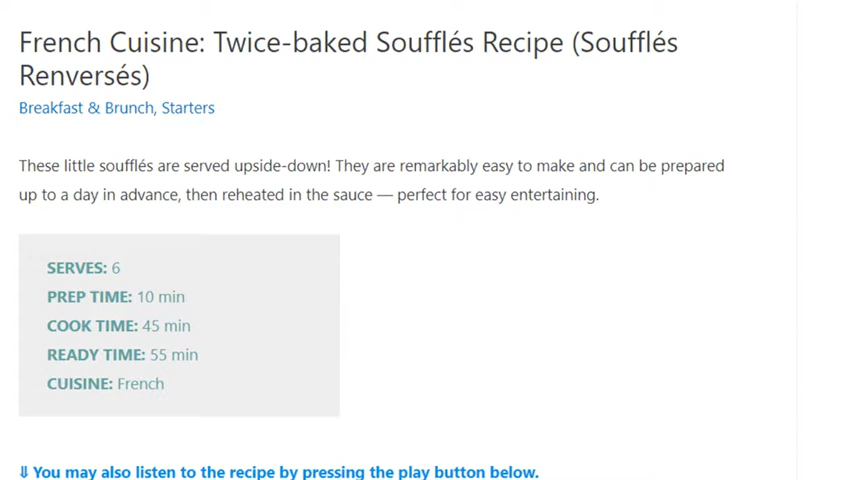 French Cuisine: Twice-baked Soufflés Recipe (Soufflés
Renversés)
Breakfast & Brunch, Starters
These little soufflés are served upside-down! They are remarkably easy to make and can be prepared
up to a day in advance, then reheated in the sauce — perfect for easy entertaining.
SERVES: 6
PREP TIME: 10 min
COOK TIME: 45 min
READY TIME: 55 min
CUISINE: French
⇓ You may also listen to the recipe by pressing the play button below.